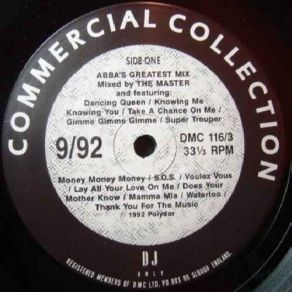 COMMERCIAL COLLECTION
SIDE ONE
ABBA'S GREATEST MIX
Mixed by THE MASTER
and featuring:
Dancing Queen / Knowing Me
Knowing You / Take A Chance On Me /
Gimme Gimme Gimme / Super Trouper
9/92
DMC 116/3
33⅓ RPM
Money Money Money / S.O.S. / Voulez Vous
/ Lay All Your Love On Me / Does Your
Mother Know / Mamma Mia / Waterloo /
Thank You For The Music
© 1992 Polydor
DJ
ONLY
REGISTERED MEMBERS OF DMC LTD, PO BOX 89 SLOUGH ENGLAND.